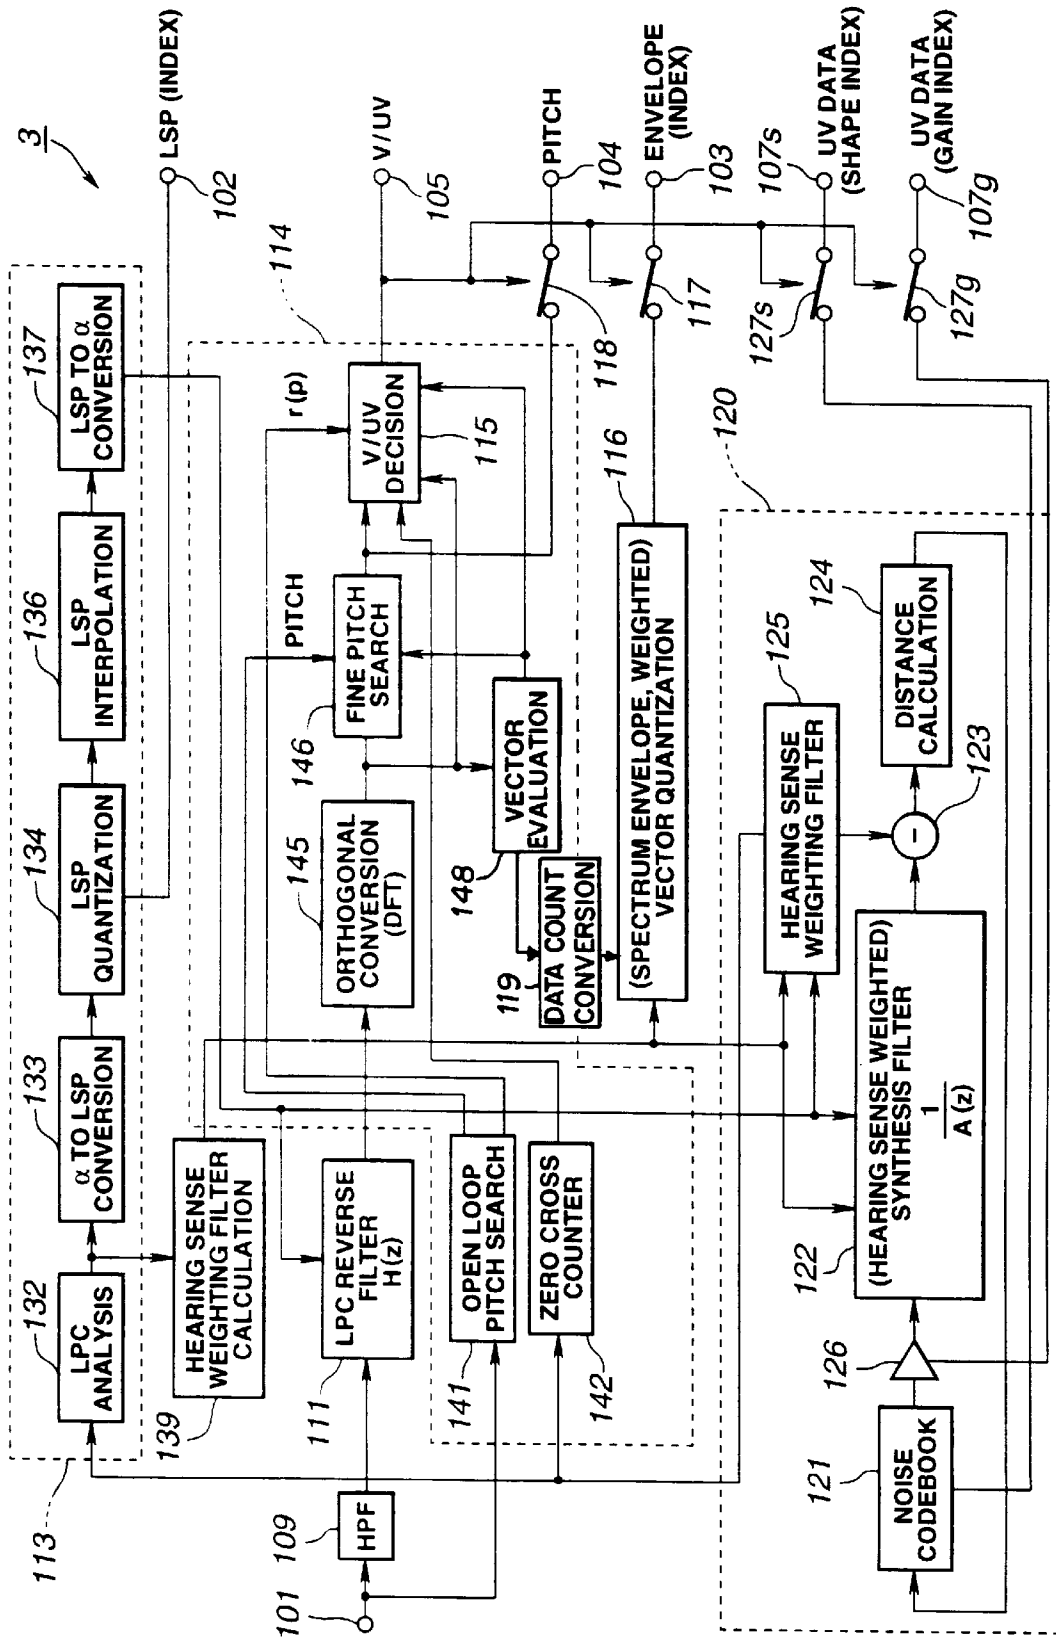 3
113
132
LPC
ANALYSIS
133
α TO LSP
CONVERSION
134
LSP
QUANTIZATION
136
LSP
INTERPOLATION
137
LSP TO α
CONVERSION
LSP (INDEX)
102
139
HEARING SENSE
WEIGHTING FILTER
CALCULATION
114
V/UV
105
101
109
HPF
111
LPC REVERSE
FILTER
H(z)
145
ORTHOGONAL
CONVERSION
(DFT)
146
FINE PITCH
SEARCH
PITCH
r(p)
V/UV
DECISION
115
118
PITCH
104
141
OPEN LOOP
PITCH SEARCH
142
ZERO CROSS
COUNTER
148
VECTOR
EVALUATION
119
DATA COUNT
CONVERSION
116
(SPECTRUM ENVELOPE, WEIGHTED)
VECTOR QUANTIZATION
117
ENVELOPE
(INDEX)
103
120
125
HEARING SENSE
WEIGHTING FILTER
124
DISTANCE
CALCULATION
123
−
122
(HEARING SENSE WEIGHTED)
SYNTHESIS FILTER
1
A(z)
126
121
NOISE
CODEBOOK
127s
107s
UV DATA
(SHAPE INDEX)
127g
107g
UV DATA
(GAIN INDEX)